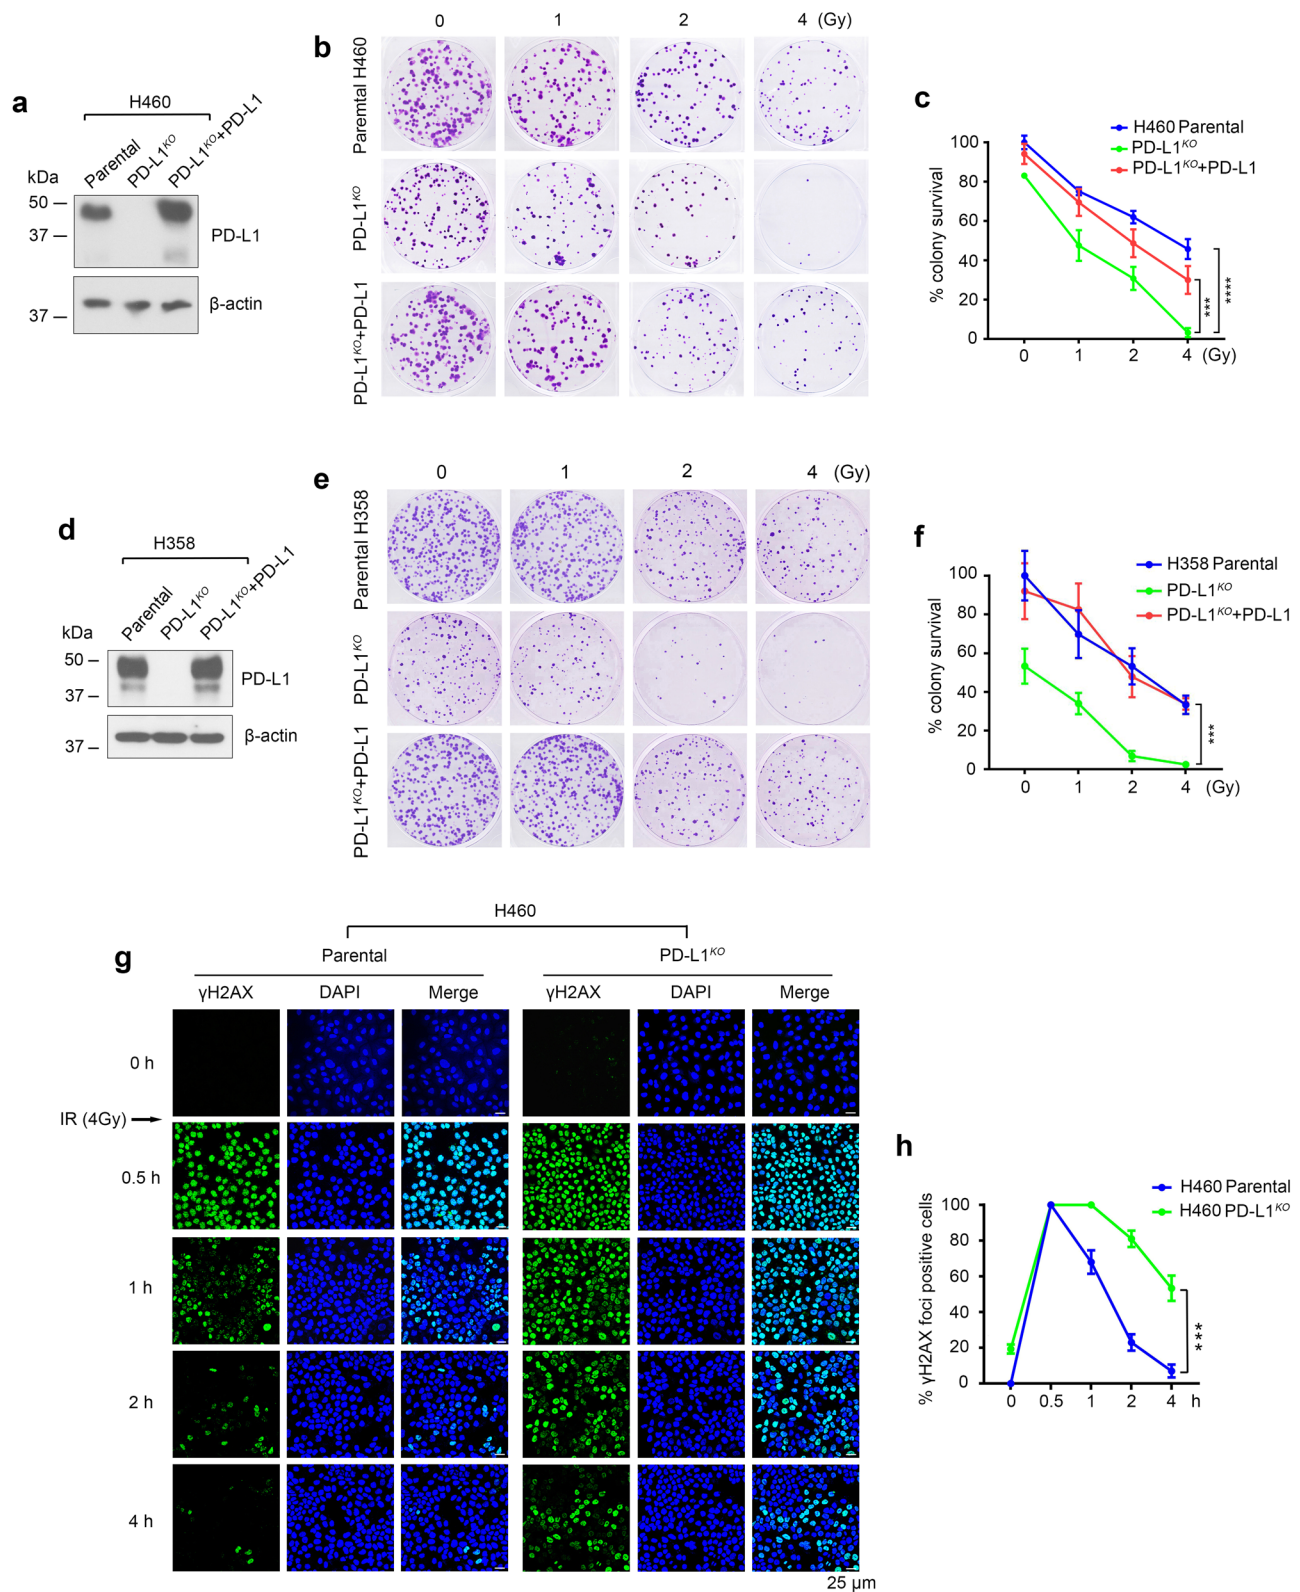 a
H460
Parental
PD-L1KO
PD-L1KO+PD-L1
kDa
50
37
PD-L1
37
β-actin
b
0 1 2 4 (Gy)
Paremtal H460
PD-L1KO
PD-L1KO+PD-L1
c
H460 Parental
PD-L1KO
PD-L1KO+PD-L1
% colony survival
100
80
60
40
20
0
0 1 2 4 (Gy)
***
****
d
H358
Parental
PD-L1KO
PD-L1KO+PD-L1
kDa
50
37
PD-L1
37
β-actin
e
0 1 2 4 (Gy)
Parental H358
PD-L1KO
PD-L1KO+PD-L1
f
H358 Parental
PD-L1KO
PD-L1KO+PD-L1
% colony survival
100
80
60
40
20
0
0 1 2 4 (Gy)
***
g
H460
Parental PD-L1KO
γH2AX DAPI Merge γH2AX DAPI Merge
0 h
IR (4Gy)
0.5 h
1 h
2 h
4 h
25 µm
h
H460 Parental
H460 PD-L1KO
% γH2AX foci positive cells
100
80
60
40
20
0
0 0.5 1 2 4 h
***